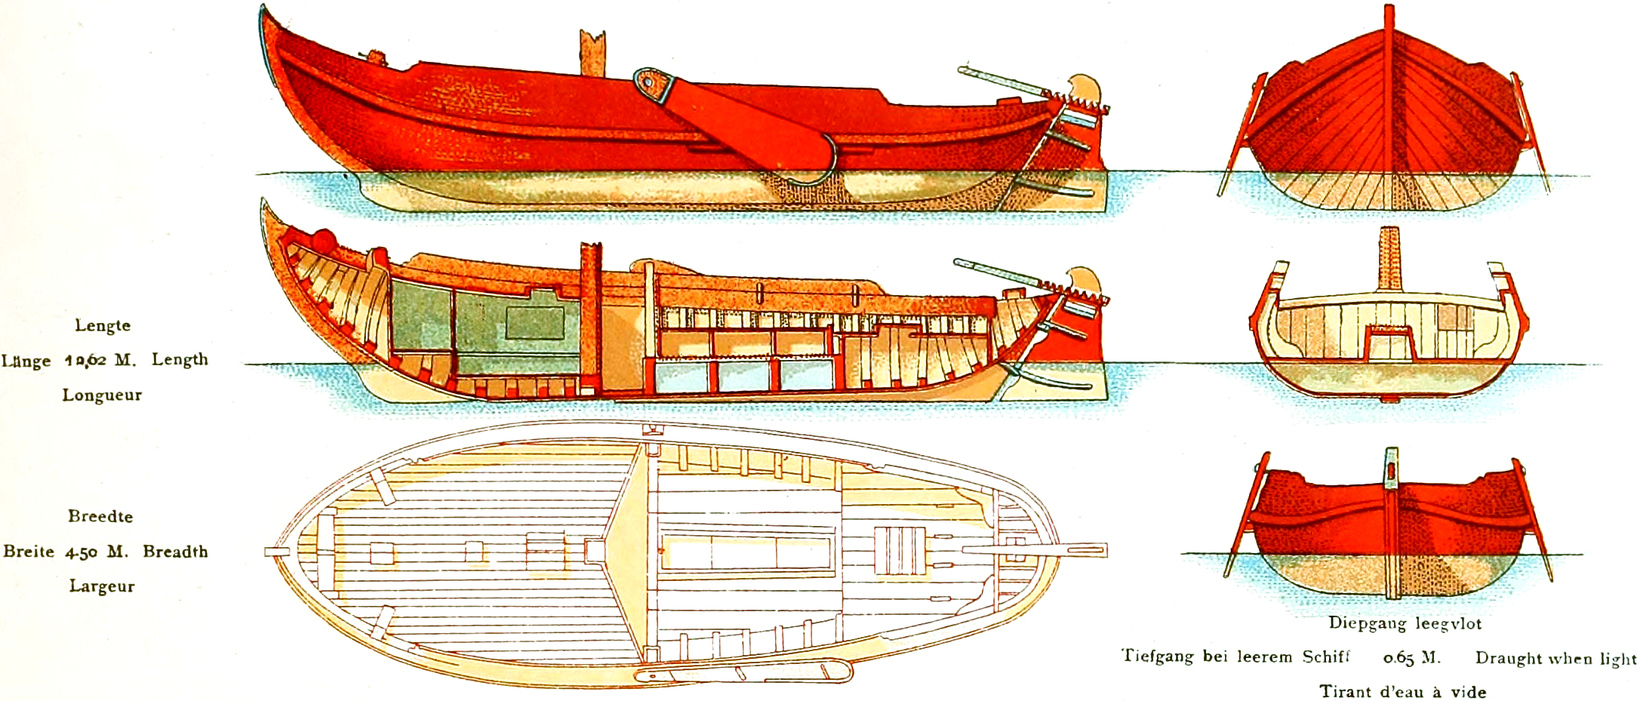 Lengte
Länge 12,62 M. Length
Longueur
Breedte
Breite 4.50 M. Breadth
Largeur
Diepgang leegvlot
Tiefgang bei leerem Schiff 0.65 M. Draught when light
Tirant d'eau à vide